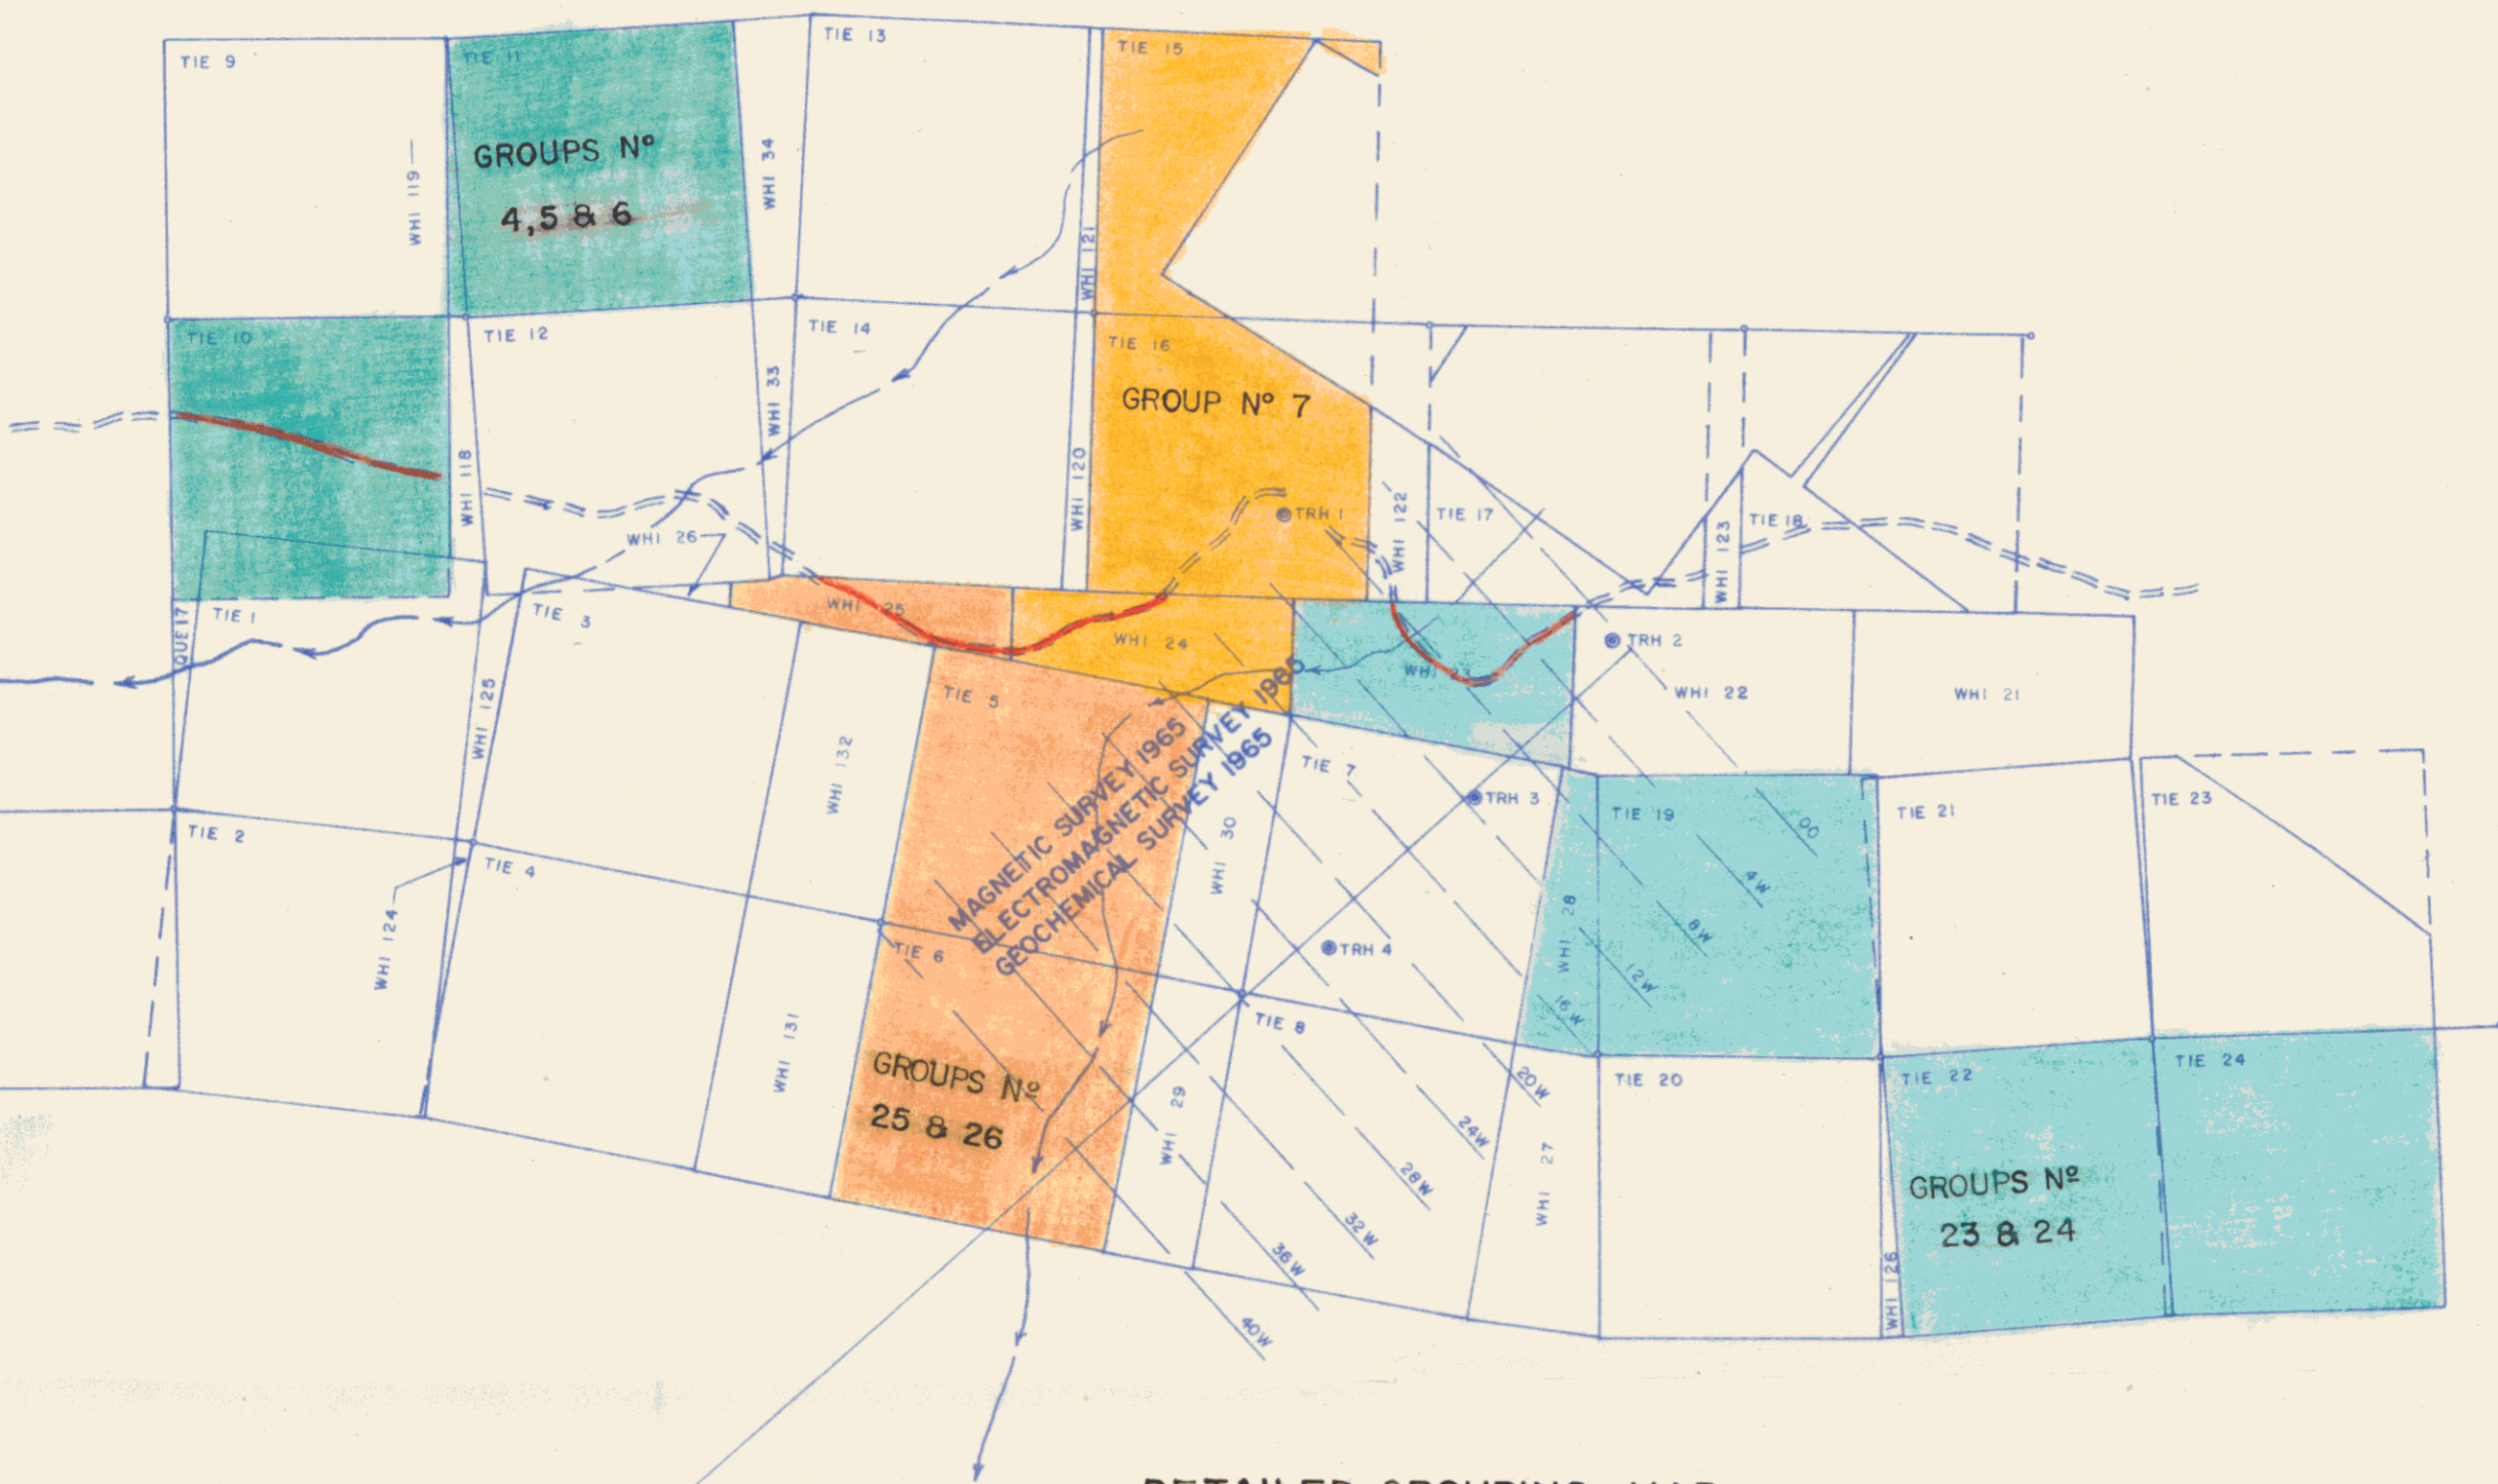 TIE 9
TIE 11
TIE 13
TIE 15
WHI 119
GROUPS Nº
4,5 & 6
WHI 34
WHI 121
TIE 10
TIE 12
TIE 14
TIE 16
GROUP Nº 7
WHI 118
WHI 33
WHI 120
TRH 1
WHI 122
TIE 17
WHI 123
TIE 18
WHI 26
QUE 17
TIE 1
TIE 3
WHI 25
WHI 24
WHI 23
TRH 2
WHI 22
WHI 21
WHI 125
WHI 132
TIE 5
MAGNETIC SURVEY 1965
ELECTROMAGNETIC SURVEY 1965
GEOCHEMICAL SURVEY 1965
TIE 7
TRH 3
TIE 19
TIE 21
TIE 23
00
4W
8W
12W
16W
TIE 2
TIE 4
WHI 124
WHI 30
WHI 28
TIE 6
TRH 4
TIE 8
WHI 131
GROUPS Nº
25 & 26
WHI 29
20W
24W
28W
32W
36W
40W
WHI 27
TIE 20
TIE 22
TIE 24
GROUPS Nº
23 & 24
WHI 126
DETAILED GROUPING MAP